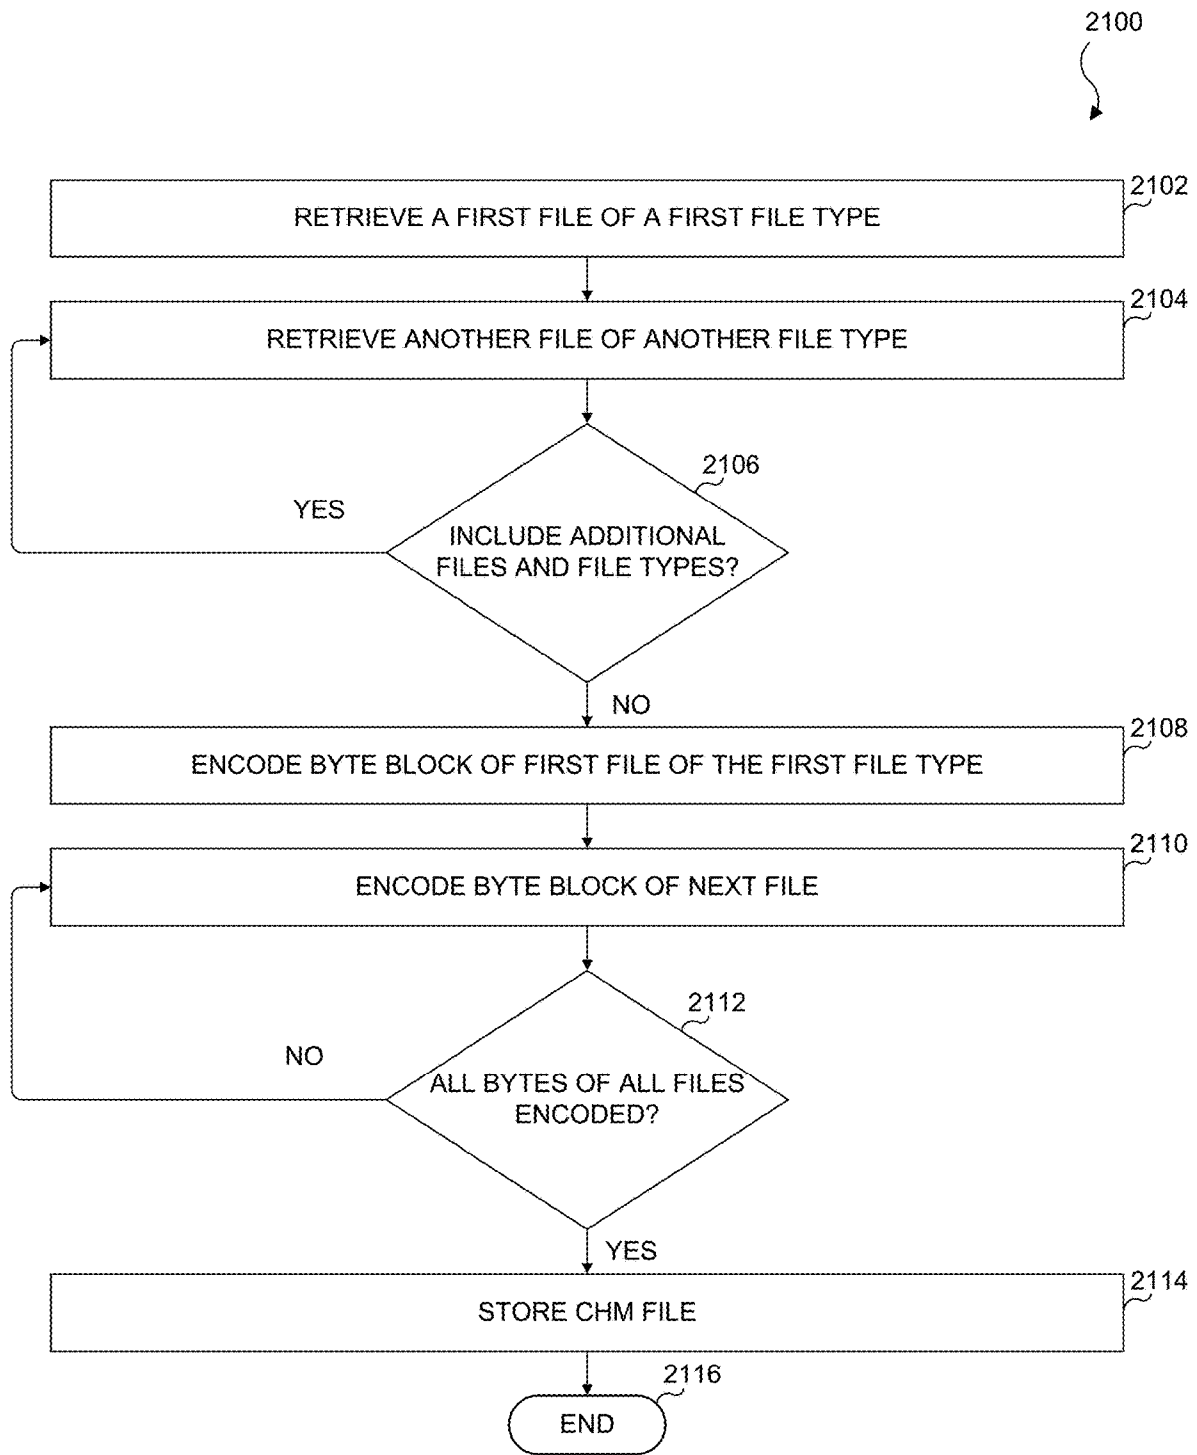 2100
2102
RETRIEVE A FIRST FILE OF A FIRST FILE TYPE
2104
RETRIEVE ANOTHER FILE OF ANOTHER FILE TYPE
2106
YES
INCLUDE ADDITIONAL
FILES AND FILE TYPES?
NO
2108
ENCODE BYTE BLOCK OF FIRST FILE OF THE FIRST FILE TYPE
2110
ENCODE BYTE BLOCK OF NEXT FILE
2112
NO
ALL BYTES OF ALL FILES
ENCODED?
YES
2114
STORE CHM FILE
2116
END